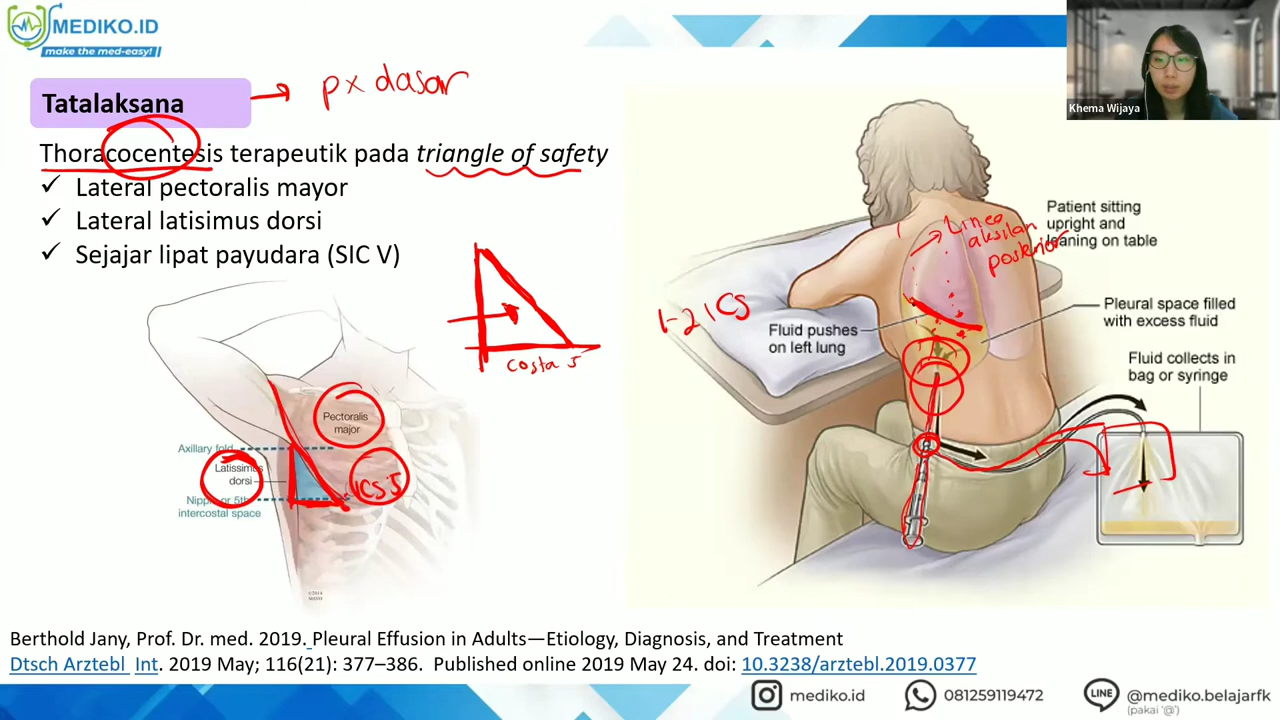 MEDIKO.ID
make the med-easy!
Khema Wijaya
Tatalaksana
px dasar
Thoracocentesis terapeutik pada triangle of safety
✓ Lateral pectoralis mayor
✓ Lateral latisimus dorsi
✓ Sejajar lipat payudara (SIC V)
Costa 5
Pectoralis
major
Axillary fold
Latissimus
dorsi
ICS 5
Nipple or 5th
intercostal space
Patient sitting
upright and
leaning on table
Linea
aksilan
posterior
1-2 ICS
Fluid pushes
on left lung
Pleural space filled
with excess fluid
Fluid collects in
bag or syringe
Berthold Jany, Prof. Dr. med. 2019. Pleural Effusion in Adults—Etiology, Diagnosis, and Treatment
Dtsch Arztebl Int. 2019 May; 116(21): 377–386. Published online 2019 May 24. doi: 10.3238/arztebl.2019.0377
mediko.id
081259119472
LINE
@mediko.belajarfk
(pakai '@')